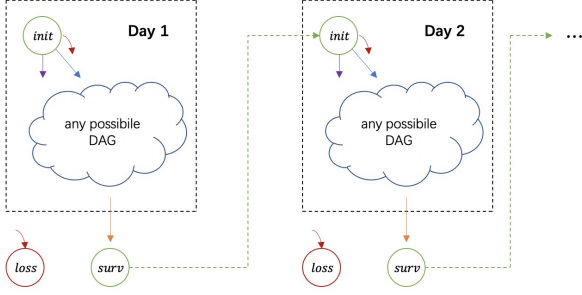 init
Day 1
any possibile
DAG
loss
surv
init
Day 2
any possibile
DAG
loss
surv
...